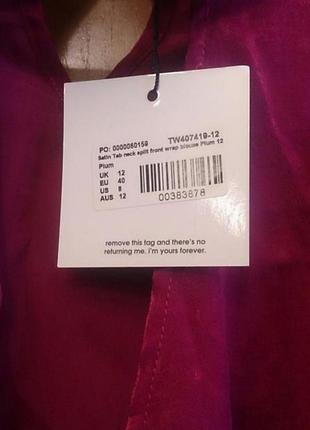 PO: 0000060159 TW407419-12
Satin Tab neck split front wrap blouse Plum 12
Plum
UK 12
EU 40
US 8
AUS 12
00383878
remove this tag and there's no
returning me. i'm yours forever.